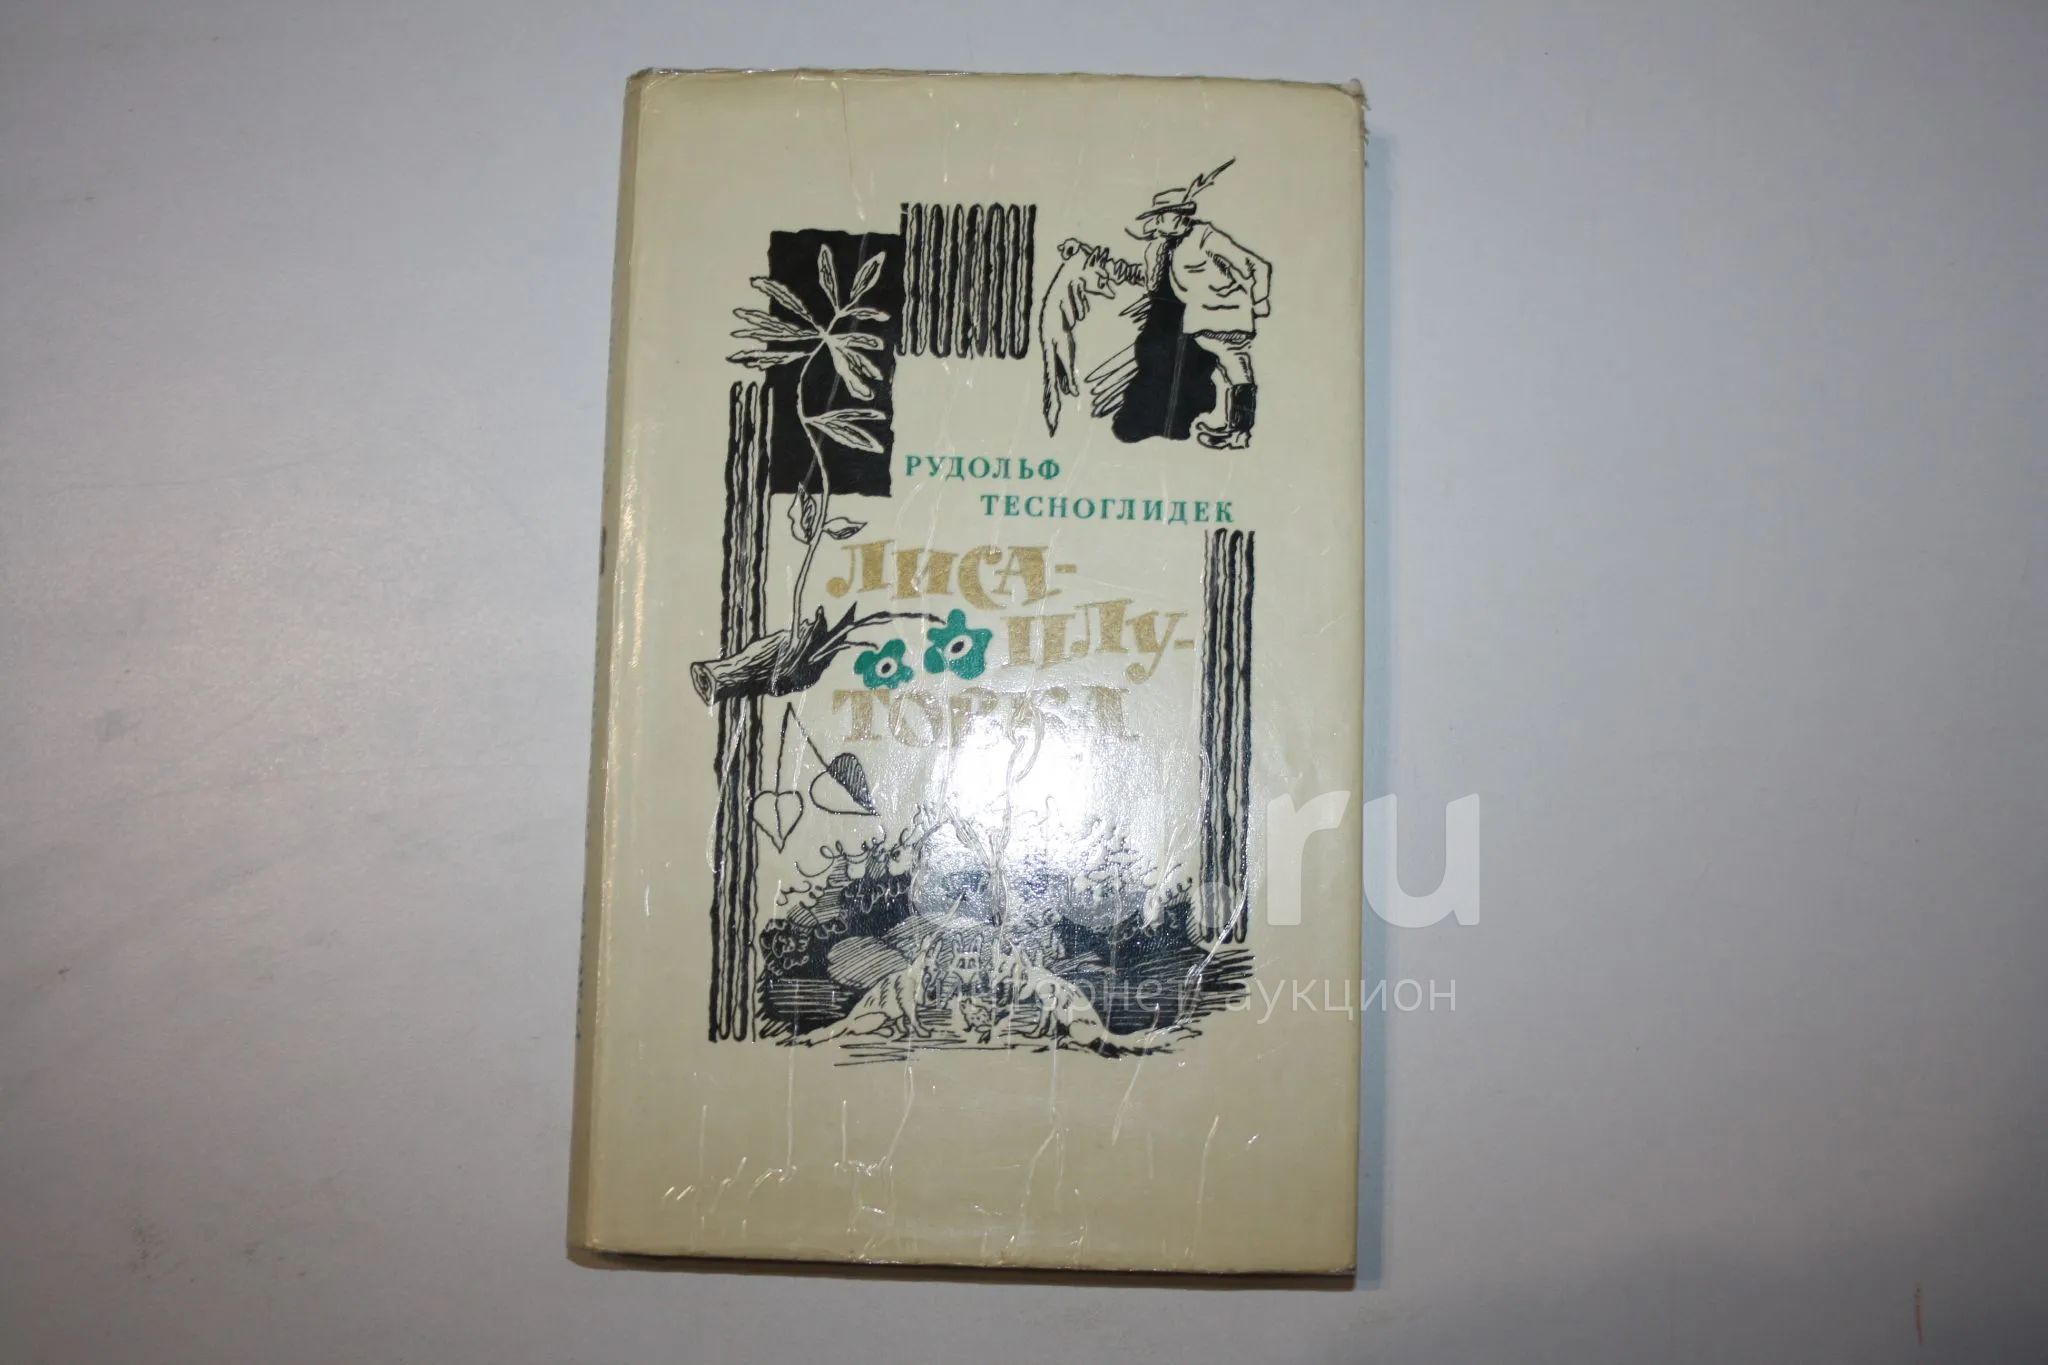 РУДОЛЬФ
ТЕСНОГЛИДЕК
ЛИСА-
ПЛУ-
ТОВКА
.ru
аукцион